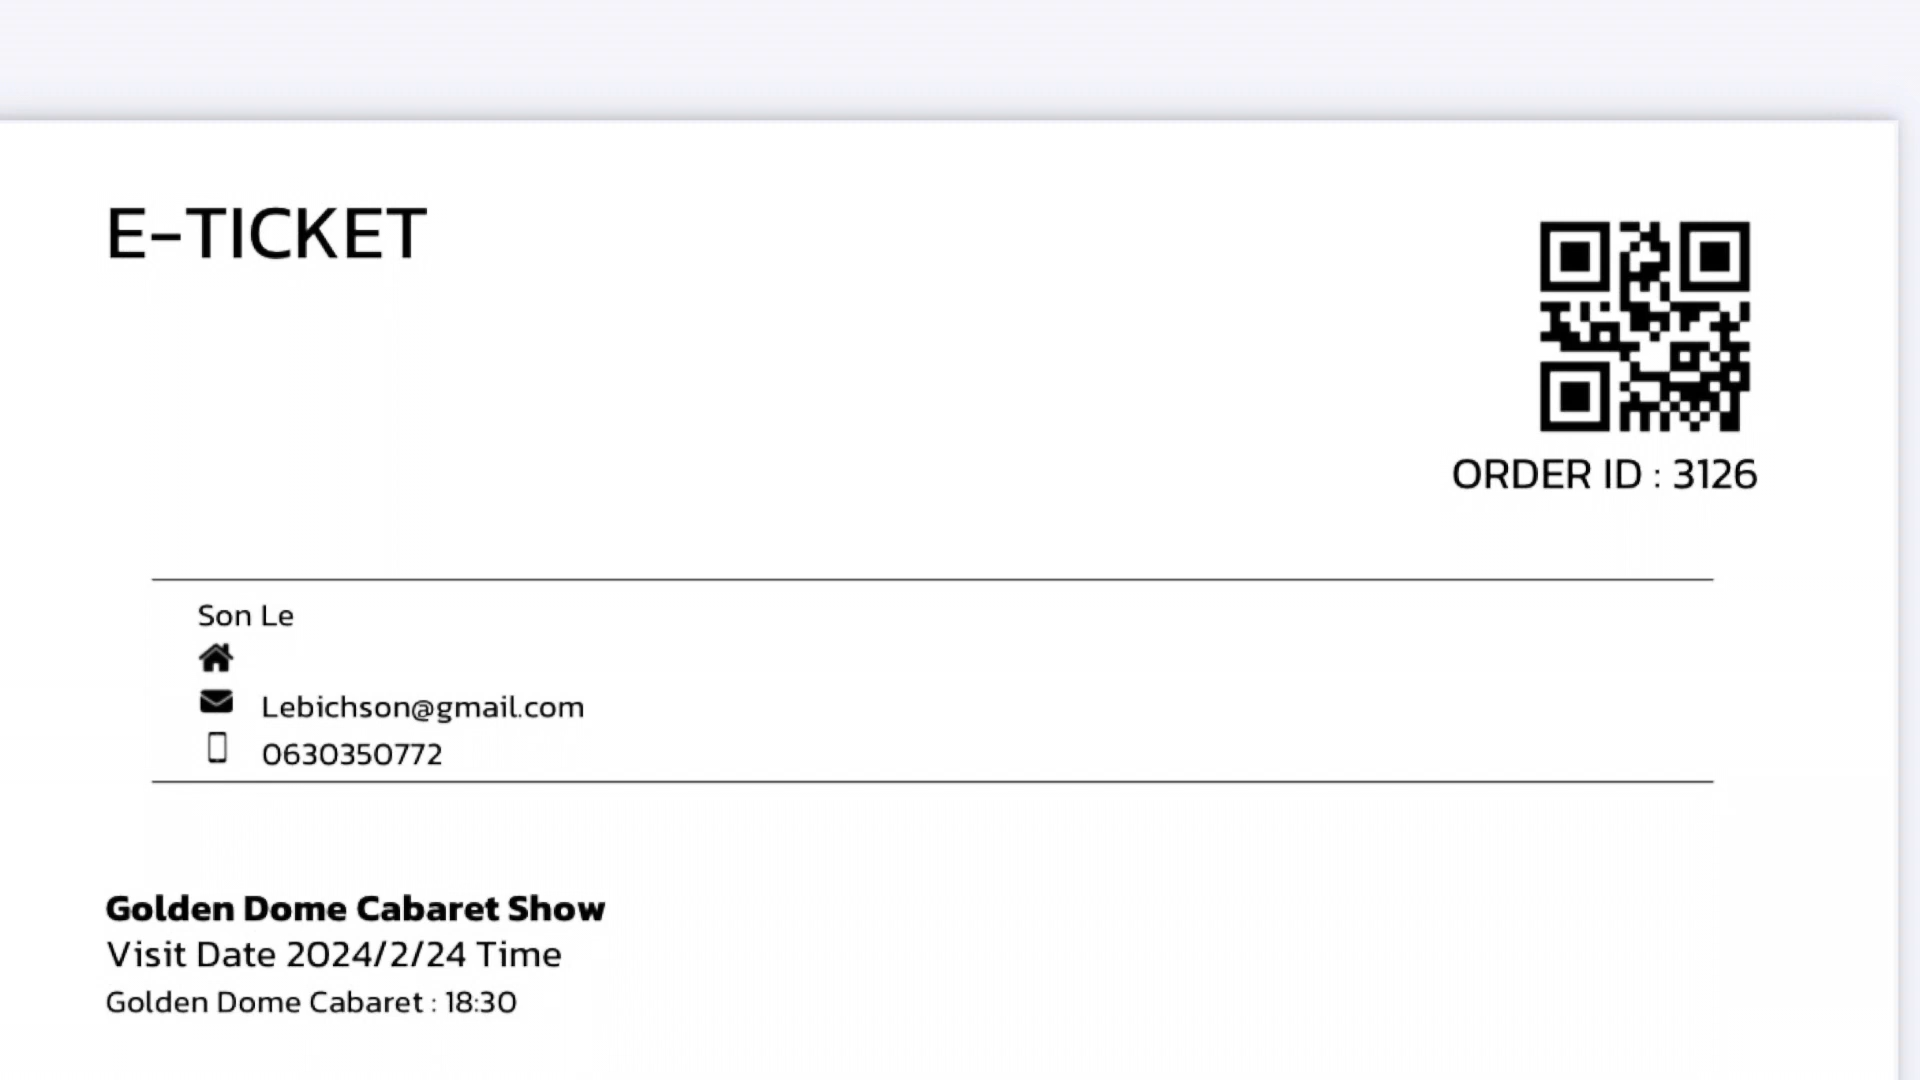 E-TICKET
ORDER ID : 3126
Son Le
Lebichson@gmail.com
0630350772
Golden Dome Cabaret Show
Visit Date 2024/2/24 Time
Golden Dome Cabaret : 18:30